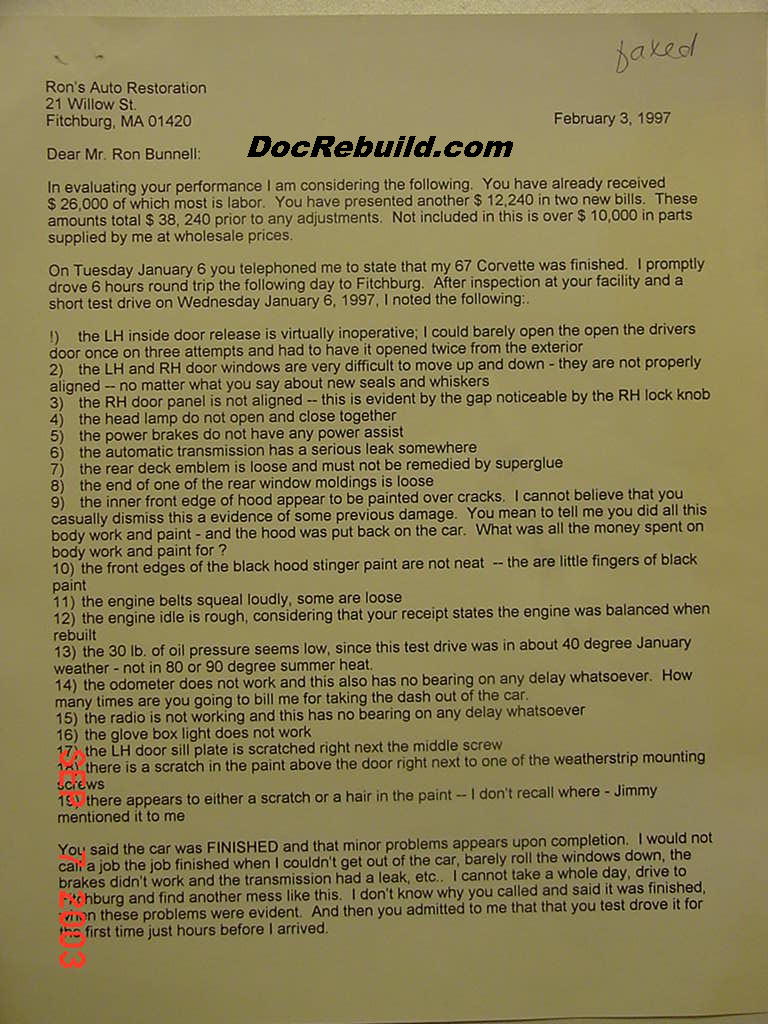 faxed
Ron's Auto Restoration
21 Willow St.
Fitchburg, MA 01420
February 3, 1997
Dear Mr. Ron Bunnell:
DocRebuild.com
In evaluating your performance I am considering the following. You have already received
$ 26,000 of which most is labor. You have presented another $ 12,240 in two new bills. These
amounts total $ 38, 240 prior to any adjustments. Not included in this is over $ 10,000 in parts
supplied by me at wholesale prices.
On Tuesday January 6 you telephoned me to state that my 67 Corvette was finished. I promptly
drove 6 hours round trip the following day to Fitchburg. After inspection at your facility and a
short test drive on Wednesday January 6, 1997, I noted the following:.
!) the LH inside door release is virtually inoperative; I could barely open the open the drivers
door once on three attempts and had to have it opened twice from the exterior
2) the LH and RH door windows are very difficult to move up and down - they are not properly
aligned -- no matter what you say about new seals and whiskers
3) the RH door panel is not aligned -- this is evident by the gap noticeable by the RH lock knob
4) the head lamp do not open and close together
5) the power brakes do not have any power assist
6) the automatic transmission has a serious leak somewhere
7) the rear deck emblem is loose and must not be remedied by superglue
8) the end of one of the rear window moldings is loose
9) the inner front edge of hood appear to be painted over cracks. I cannot believe that you
casually dismiss this a evidence of some previous damage. You mean to tell me you did all this
body work and paint - and the hood was put back on the car. What was all the money spent on
body work and paint for ?
10) the front edges of the black hood stinger paint are not neat -- the are little fingers of black
paint
11) the engine belts squeal loudly, some are loose
12) the engine idle is rough, considering that your receipt states the engine was balanced when
rebuilt
13) the 30 lb. of oil pressure seems low, since this test drive was in about 40 degree January
weather - not in 80 or 90 degree summer heat.
14) the odometer does not work and this also has no bearing on any delay whatsoever. How
many times are you going to bill me for taking the dash out of the car.
15) the radio is not working and this has no bearing on any delay whatsoever
16) the glove box light does not work
17) the LH door sill plate is scratched right next the middle screw
18) there is a scratch in the paint above the door right next to one of the weatherstrip mounting
screws
19) there appears to either a scratch or a hair in the paint -- I don't recall where - Jimmy
mentioned it to me
You said the car was FINISHED and that minor problems appears upon completion. I would not
call a job the job finished when I couldn't get out of the car, barely roll the windows down, the
brakes didn't work and the transmission had a leak, etc.. I cannot take a whole day, drive to
Fitchburg and find another mess like this. I don't know why you called and said it was finished,
when these problems were evident. And then you admitted to me that that you test drove it for
the first time just hours before I arrived.
SEP 7 2003